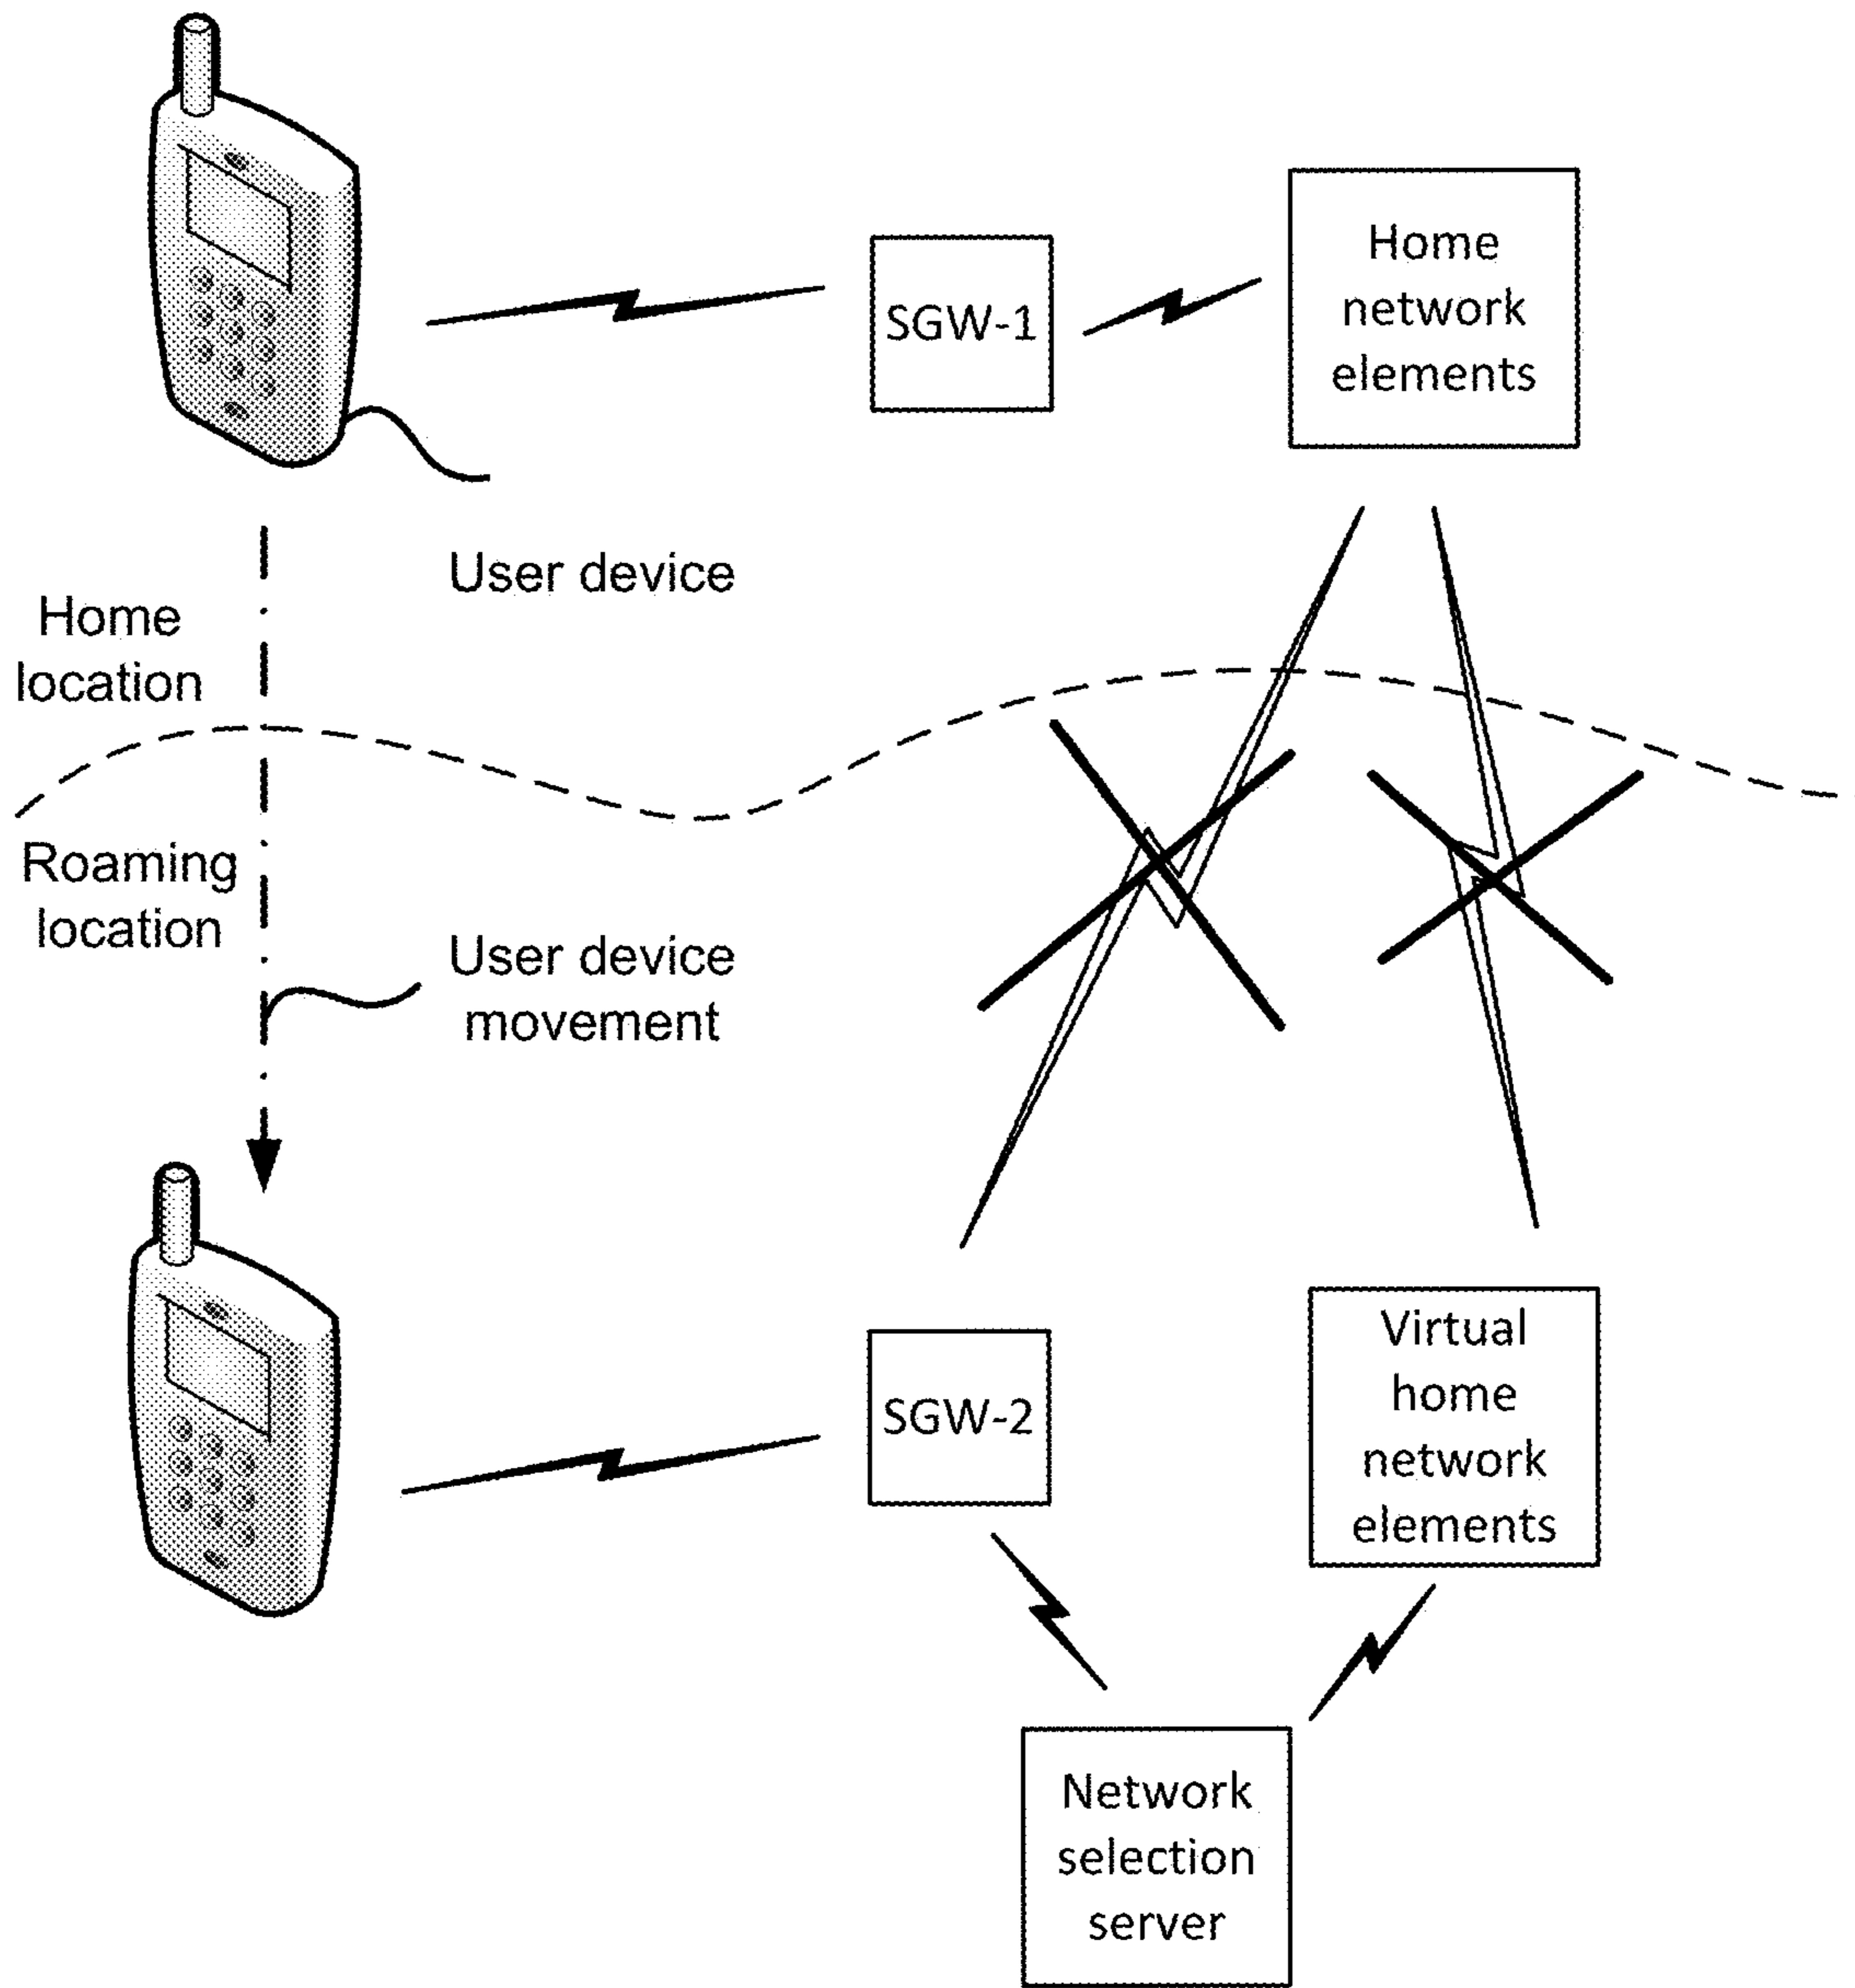 Home
network
elements
SGW-1
User device
Home
location
Roaming
location
User device
movement
SGW-2
Virtual
home
network
elements
Network
selection
server